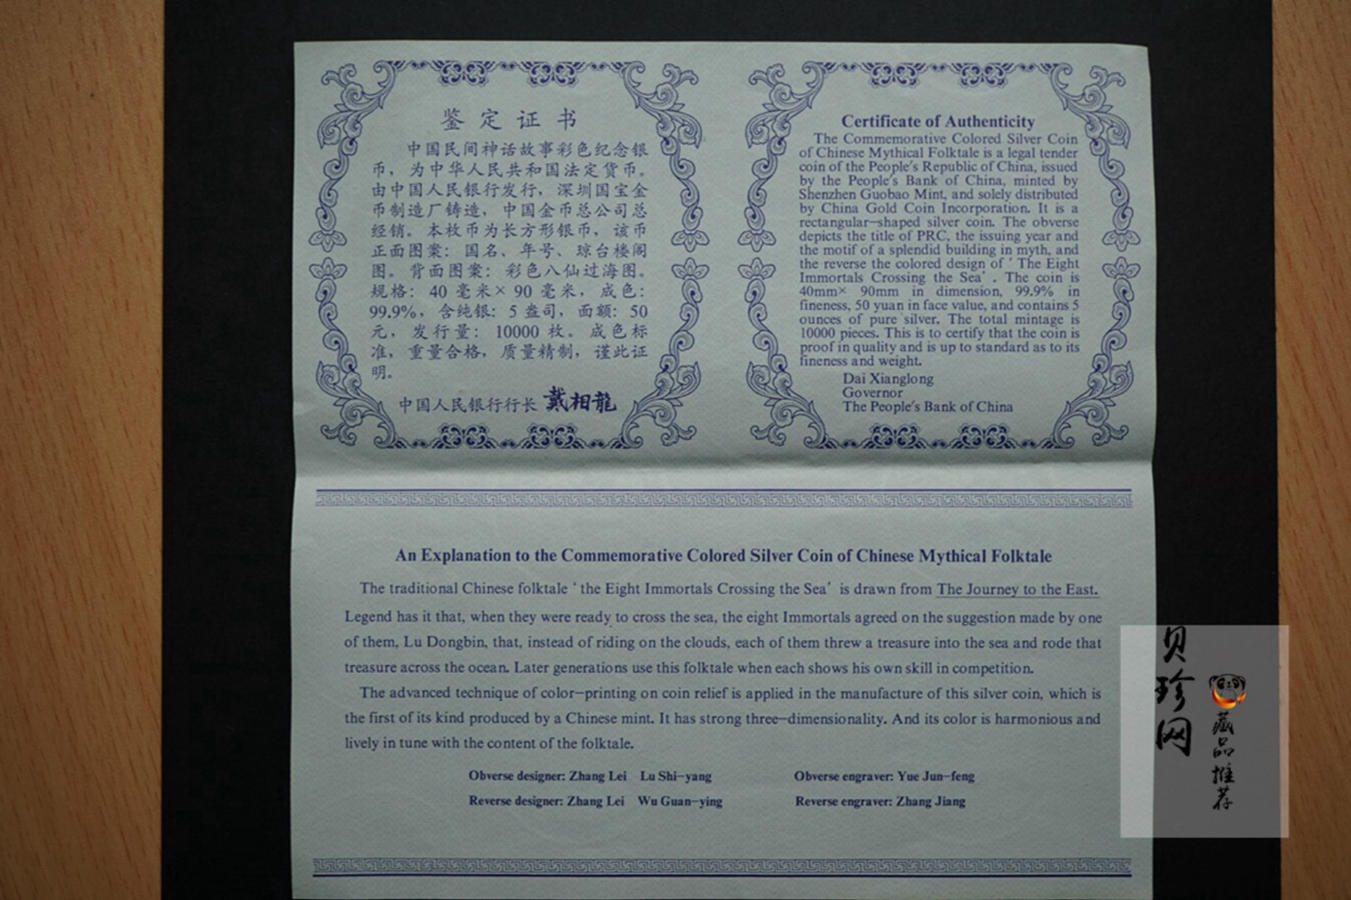 鉴定证书
中国民间神话故事彩色纪念银
币，为中华人民共和国法定货币。
由中国人民银行发行，深圳国宝金
币制造厂铸造，中国金币总公司总
经销。本枚币为长方形银币，该币
正面图案：国名、年号、琼台楼阁
图。背面图案：彩色八仙过海图。
规格：40毫米×90毫米，成色：
99.9%，含纯银：5盎司，面额：50
元，发行量：10000枚。成色标
准，重量合格，质量精制，谨此证
明。
中国人民银行行长 戴相龍
Certificate of Authenticity
The Commemorative Colored Silver Coin
of Chinese Mythical Folktale is a legal tender
coin of the People's Republic of China, issued
by the People's Bank of China, minted by
Shenzhen Guobao Mint, and solely distributed
by China Gold Coin Incorporation. It is a
rectangular-shaped silver coin. The obverse
depicts the title of PRC, the issuing year and
the motif of a splendid building in myth, and
the reverse the colored design of 'The Eight
Immortals Crossing the Sea'. The coin is
40mm× 90mm in dimension, 99.9% in
fineness, 50 yuan in face value, and contains 5
ounces of pure silver. The total mintage is
10000 pieces. This is to certify that the coin is
proof in quality and is up to standard as to its
fineness and weight.
Dai Xianglong
Governor
The People's Bank of China
An Explanation to the Commemorative Colored Silver Coin of Chinese Mythical Folktale
The traditional Chinese folktale 'the Eight Immortals Crossing the Sea' is drawn from The Journey to the East.
Legend has it that, when they were ready to cross the sea, the eight Immortals agreed on the suggestion made by one
of them, Lu Dongbin, that, instead of riding on the clouds, each of them threw a treasure into the sea and rode that
treasure across the ocean. Later generations use this folktale when each shows his own skill in competition.
The advanced technique of color-printing on coin relief is applied in the manufacture of this silver coin, which is
the first of its kind produced by a Chinese mint. It has strong three-dimensionality. And its color is harmonious and
lively in tune with the content of the folktale.
Obverse designer: Zhang Lei Lu Shi-yang
Obverse engraver: Yue Jun-feng
Reverse designer: Zhang Lei Wu Guan-ying
Reverse engraver: Zhang Jiang
贝珍网
藏品推荐